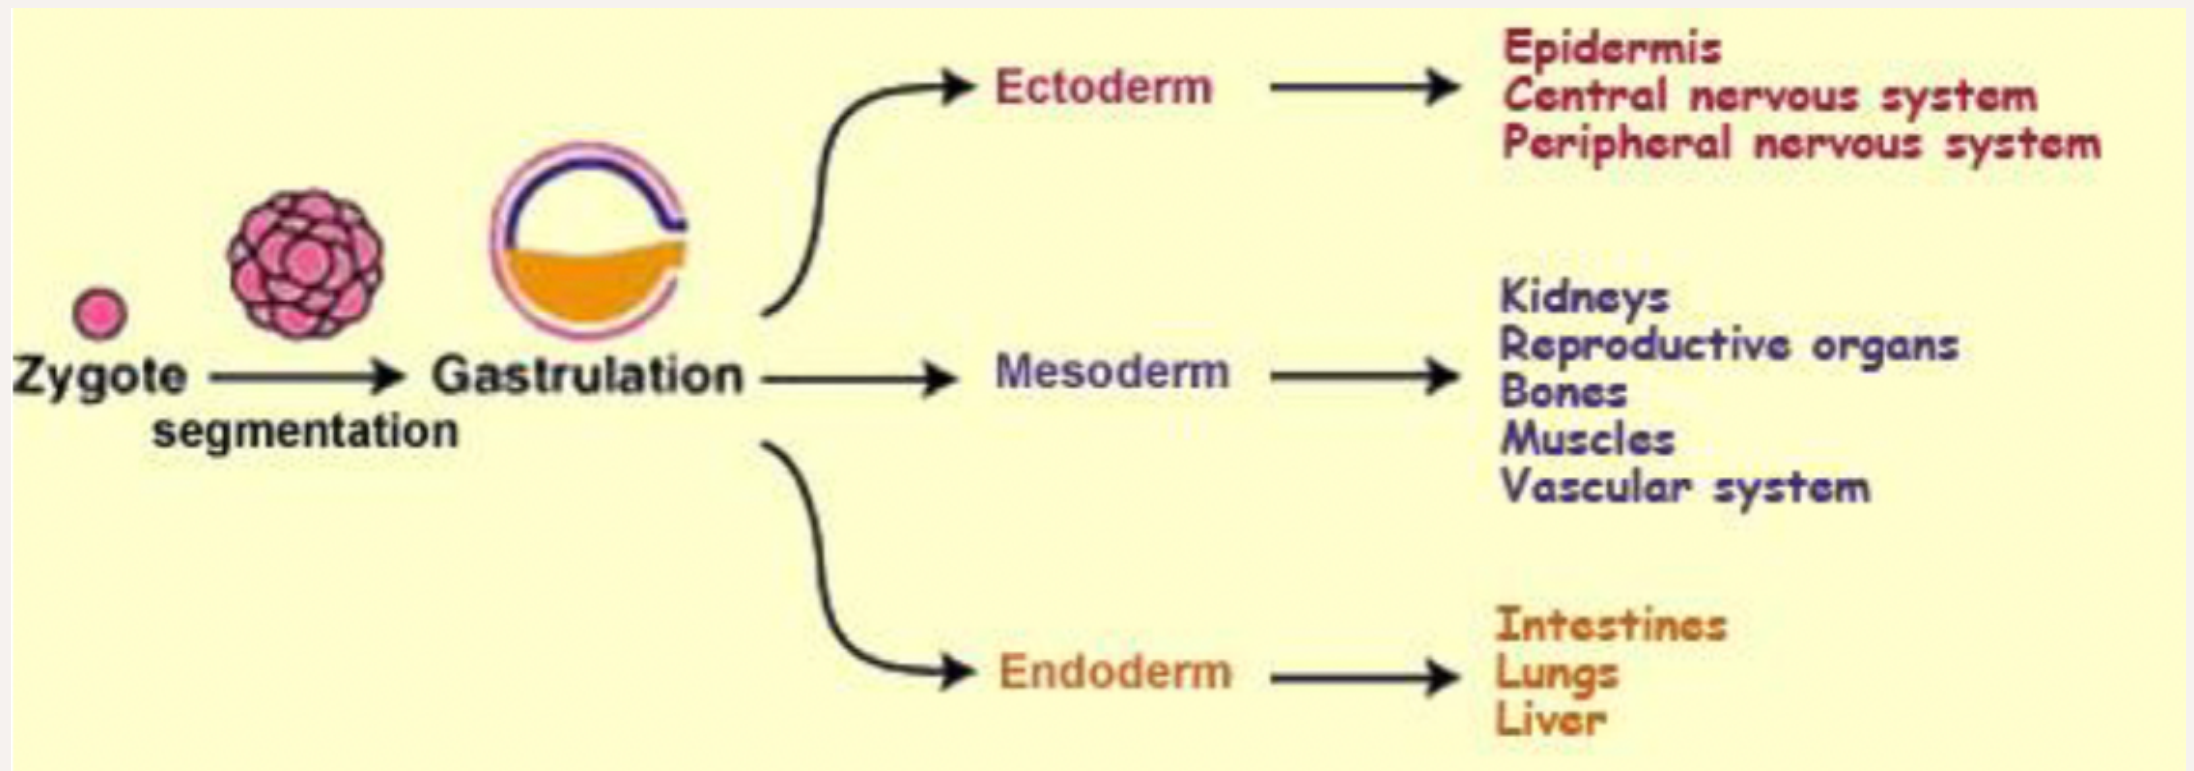 Zygote
segmentation
Gastrulation
Ectoderm
Epidermis
Central nervous system
Peripheral nervous system
Mesoderm
Kidneys
Reproductive organs
Bones
Muscles
Vascular system
Endoderm
Intestines
Lungs
Liver